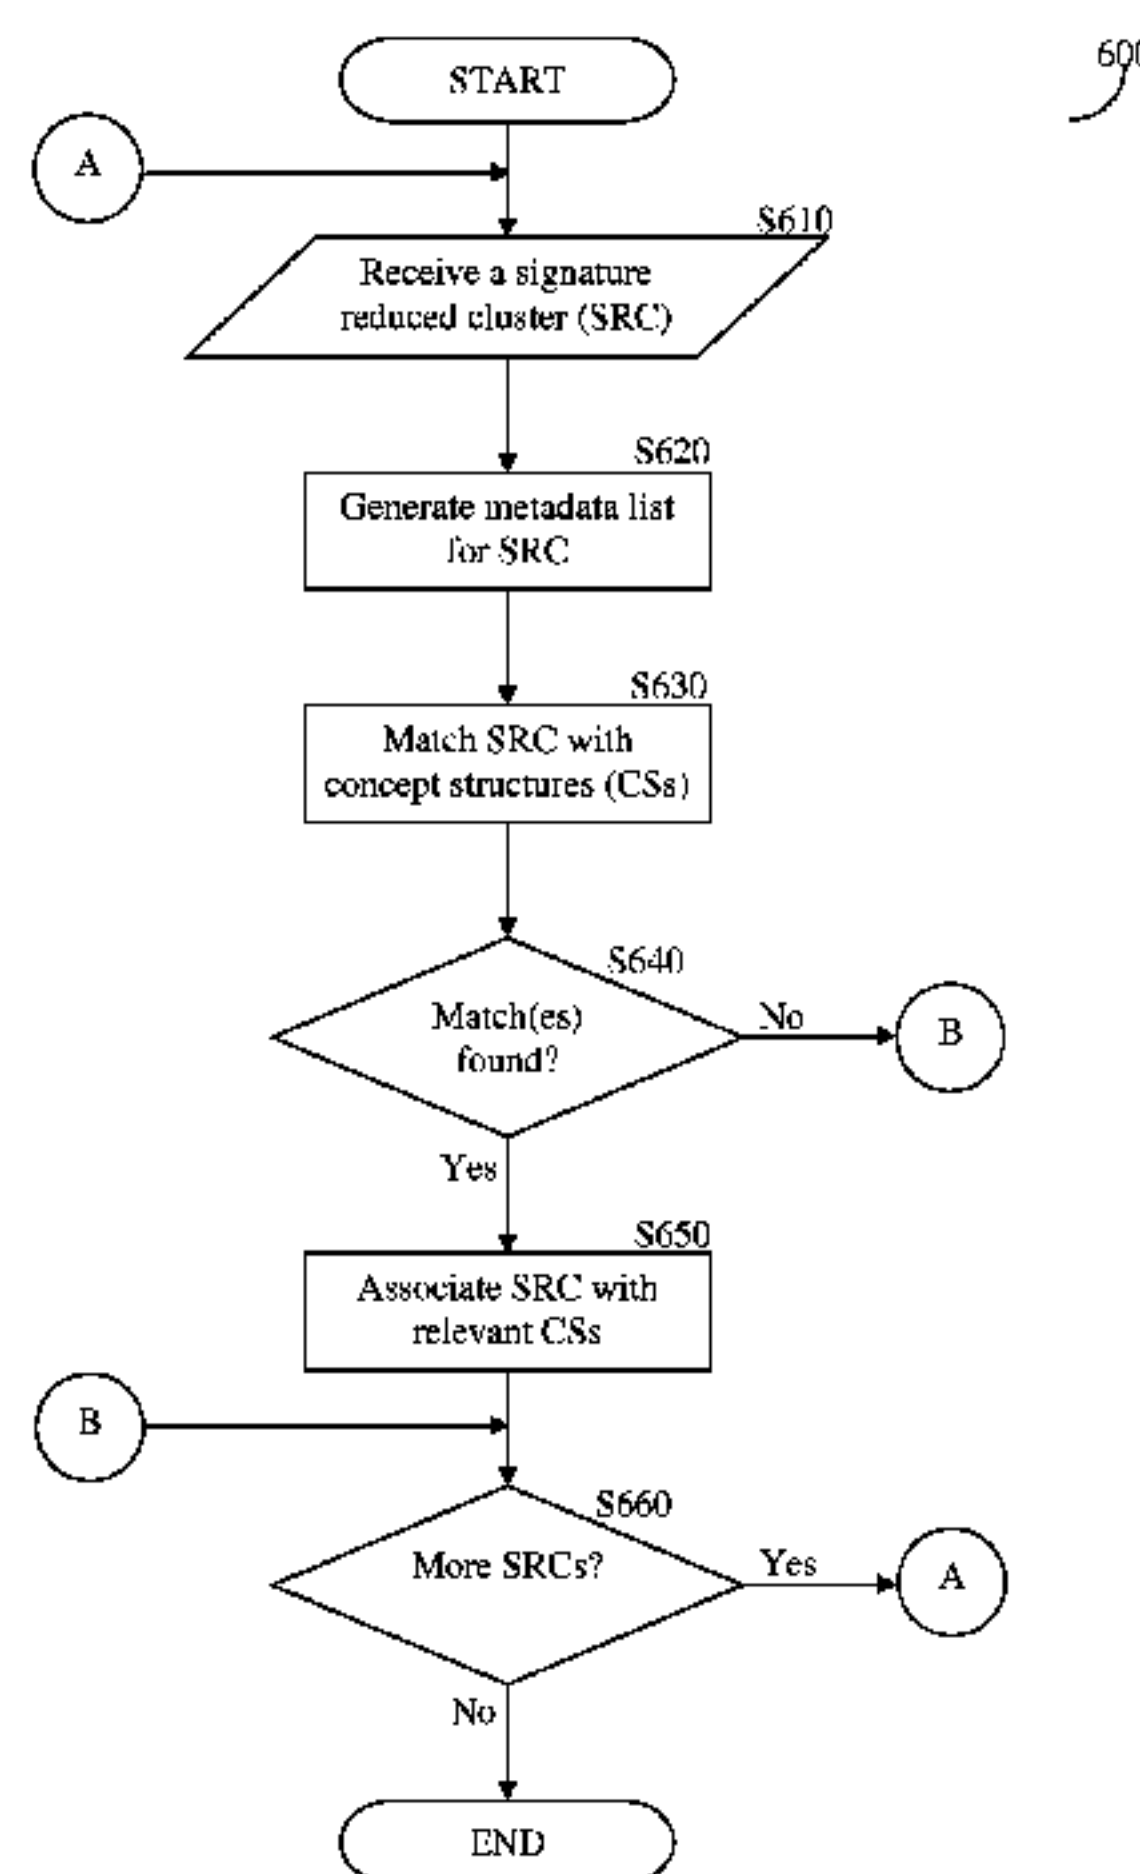 START
600
A
S610
Receive a signature
reduced cluster (SRC)
S620
Generate metadata list
for SRC
S630
Match SRC with
concept structures (CSs)
S640
Match(es)
found?
No
B
Yes
S650
Associate SRC with
relevant CSs
B
S660
More SRCs?
Yes
A
No
END